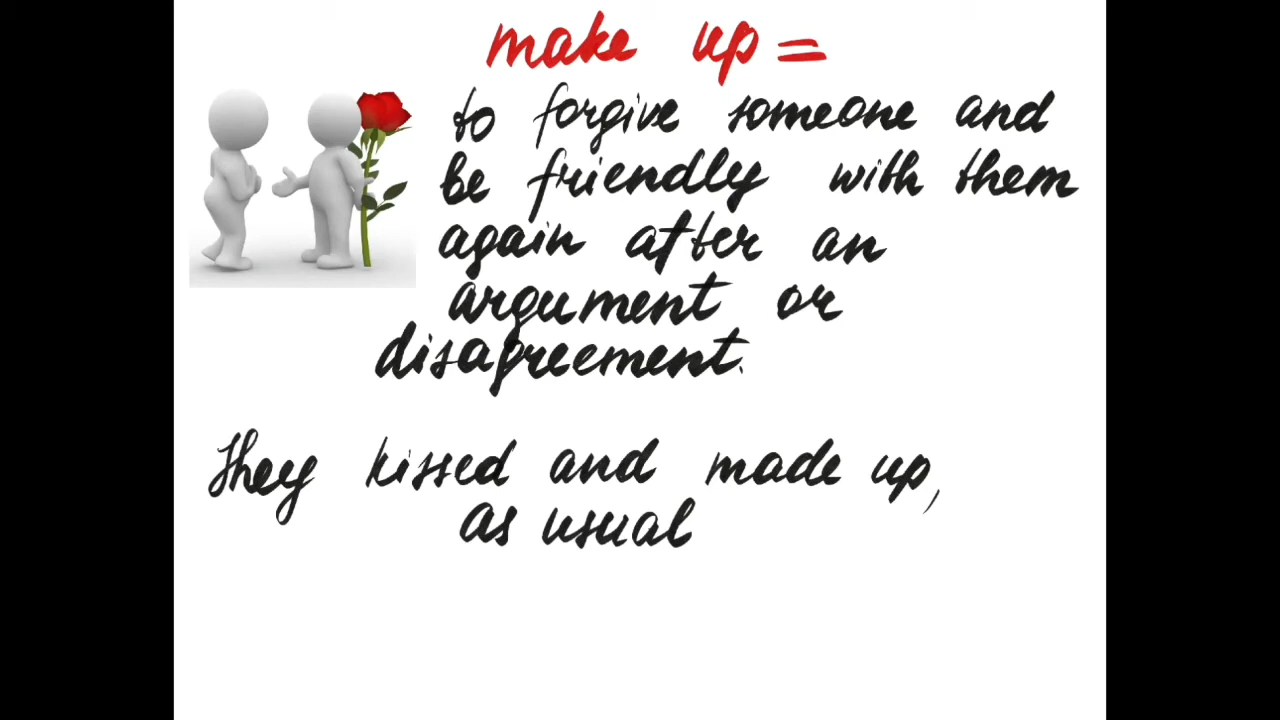 make up =
to forgive someone and
be friendly with them
again after an
argument or
disagreement.
They kissed and made up,
as usual